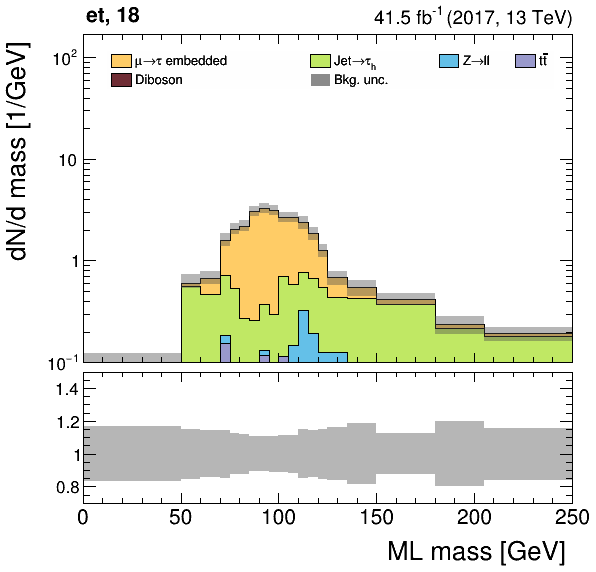 et, 18
41.5 fb⁻¹ (2017, 13 TeV)
dN/d mass [1/GeV]
10²
μ→τ embedded
Jet→τₕ
Z→ll
tt̄
Diboson
Bkg. unc.
10
1
10⁻¹
1.4
1.2
1
0.8
0 50 100 150 200 250
ML mass [GeV]